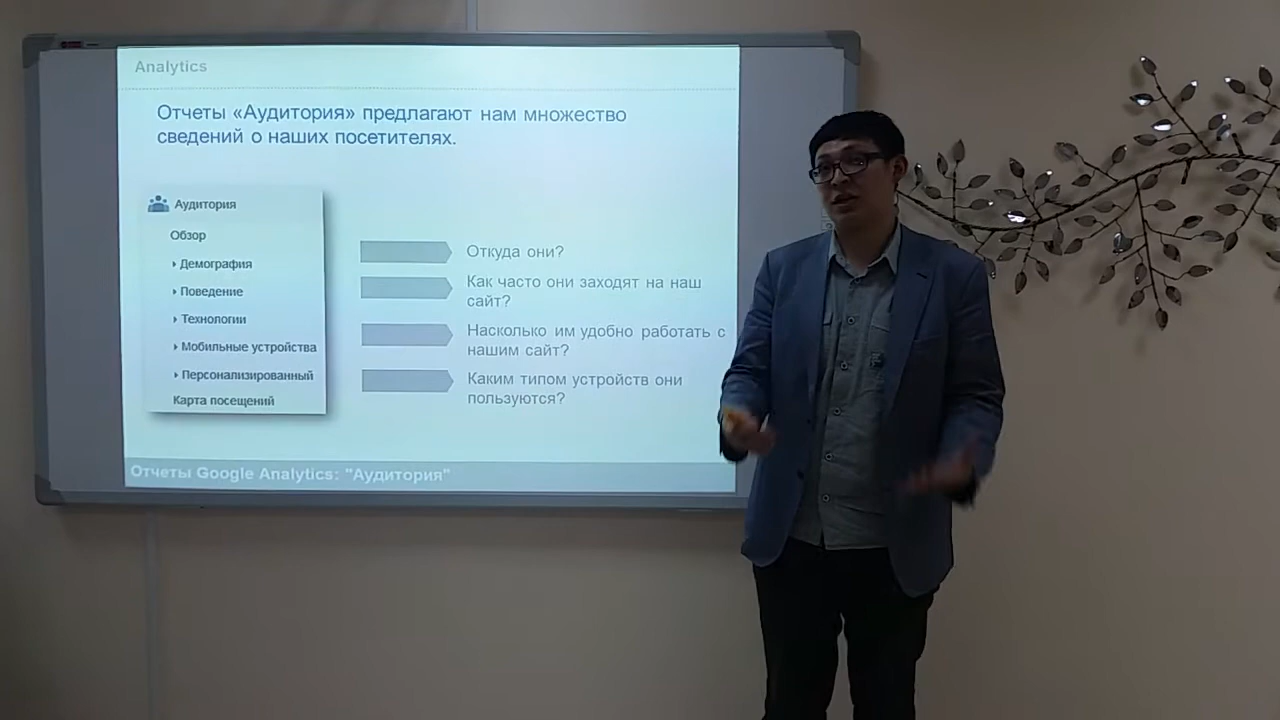 Analytics
Отчеты «Аудитория» предлагают нам множество
сведений о наших посетителях.
Аудитория
Обзор
Демография
Поведение
Технологии
Мобильные устройства
Персонализированный
Карта посещений
Откуда они?
Как часто они заходят на наш
сайт?
Насколько им удобно работать с
нашим сайт?
Каким типом устройств они
пользуются?
Отчеты Google Analytics: "Аудитория"